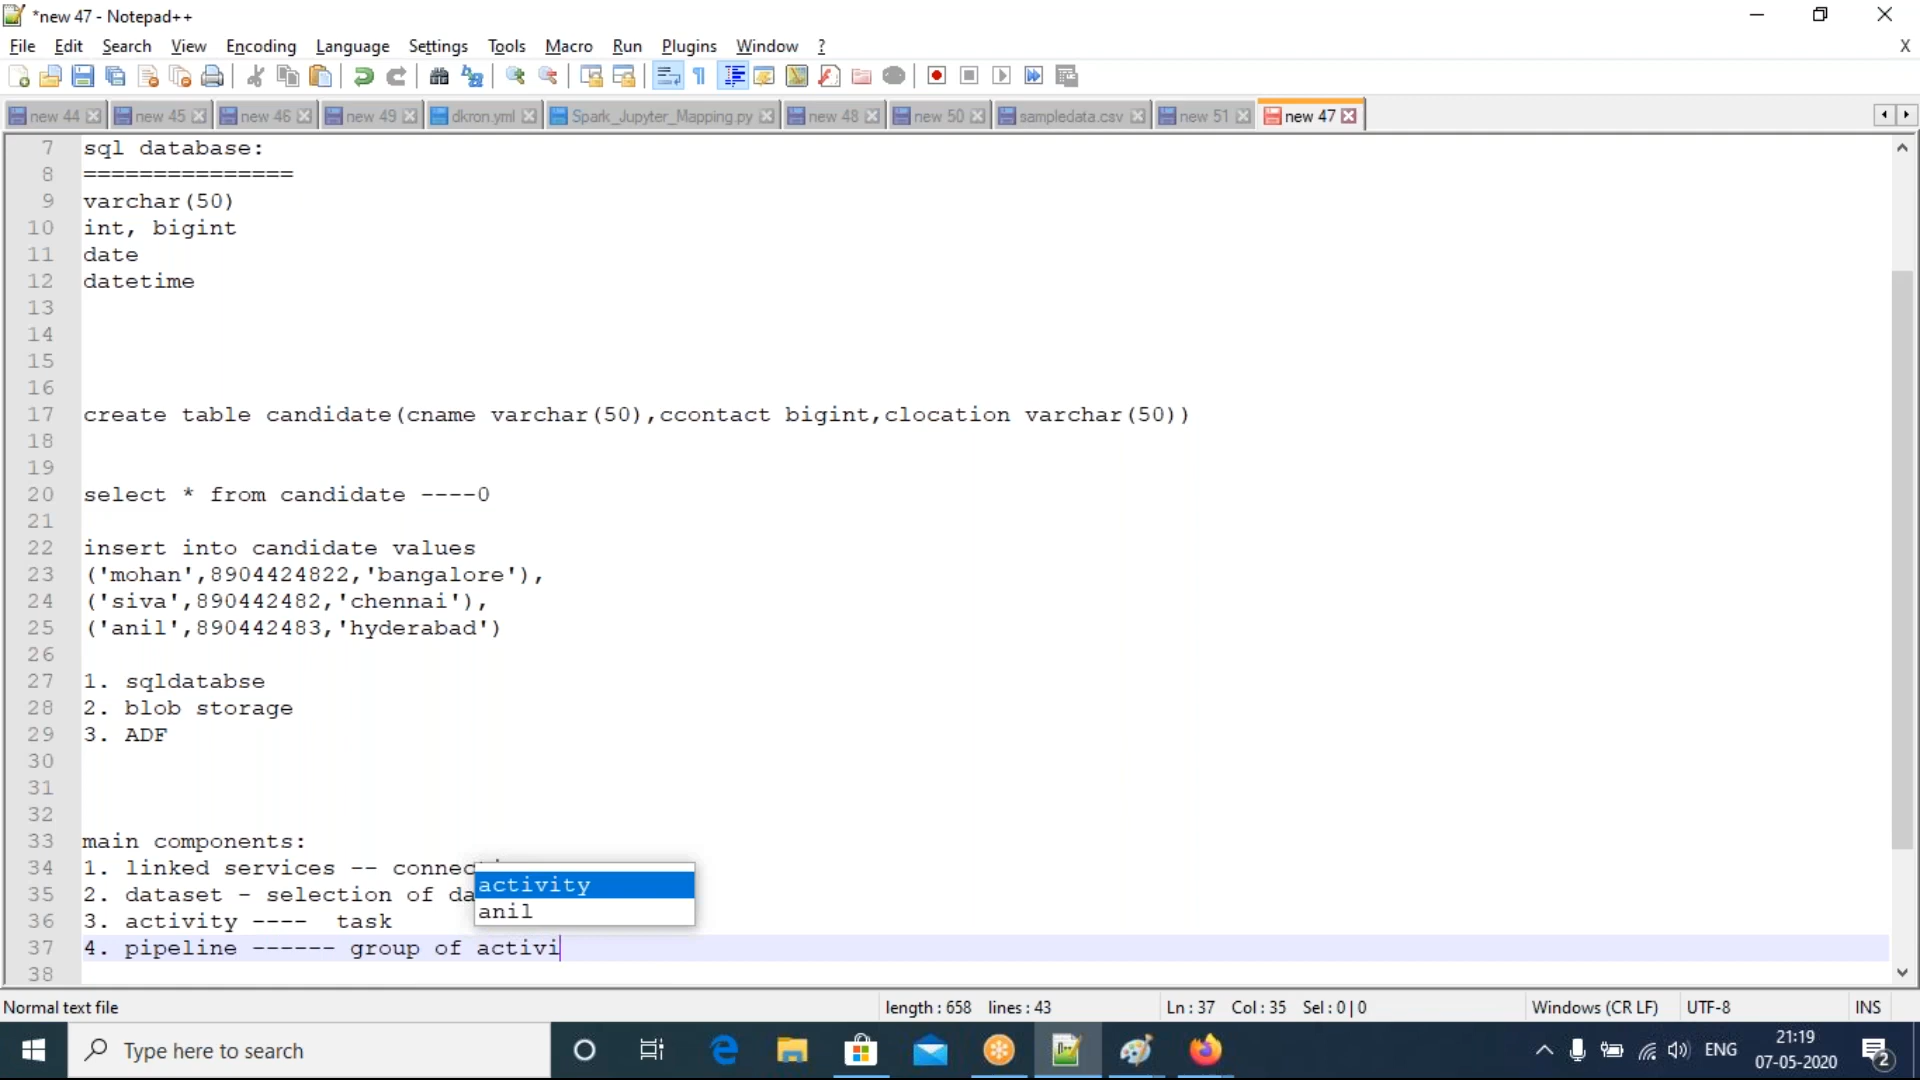 *new 47 - Notepad++
File Edit Search View Encoding Language Settings Tools Macro Run Plugins Window ? X
new 44 new 45 new 46 new 49 dkron.yml Spark_Jupyter_Mapping.py new 48 new 50 sampledata.csv new 51 new 47
7 sql database:
8 ===============
9 varchar(50)
10 int, bigint
11 date
12 datetime
13
14
15
16
17 create table candidate(cname varchar(50),ccontact bigint,clocation varchar(50))
18
19
20 select * from candidate ----0
21
22 insert into candidate values
23 ('mohan',8904424822,'bangalore'),
24 ('siva',890442482,'chennai'),
25 ('anil',890442483,'hyderabad')
26
27 1. sqldatabse
28 2. blob storage
29 3. ADF
30
31
32
33 main components:
34 1. linked services -- connec
activity
35 2. dataset - selection of da
anil
36 3. activity ---- task
37 4. pipeline ------ group of activi
38
Normal text file length : 658 lines : 43 Ln : 37 Col : 35 Sel : 0 | 0 Windows (CR LF) UTF-8 INS
Type here to search ENG 21:19
07-05-2020 2